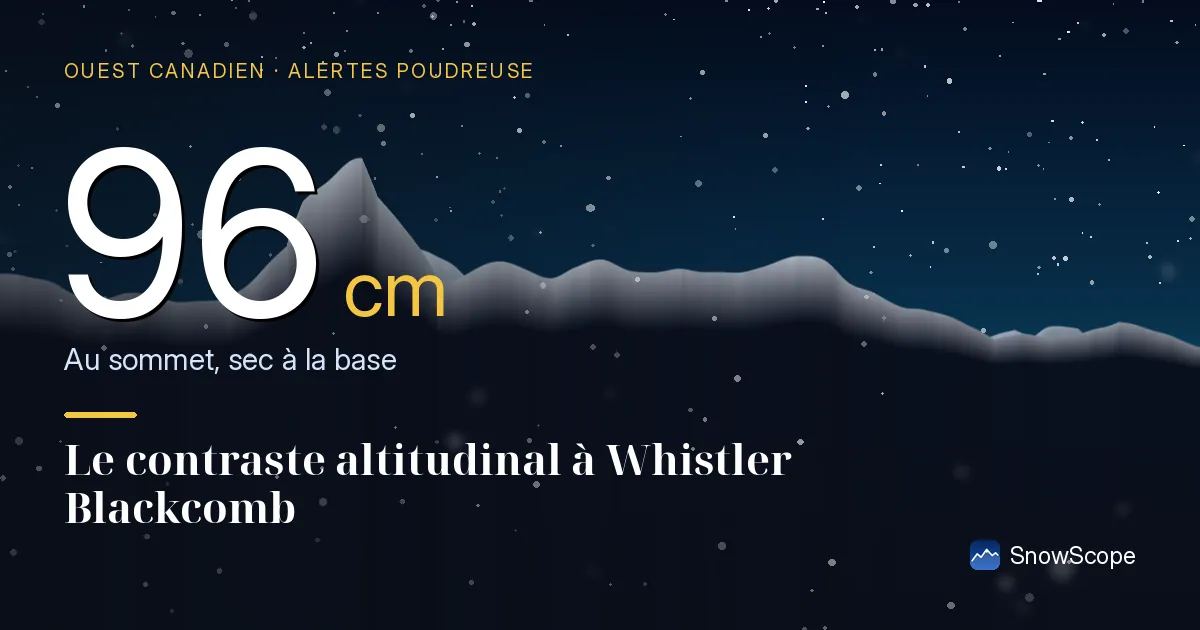 OUEST CANADIEN · ALERTES POUDREUSE
96 cm
Au sommet, sec à la base
Le contraste altitudinal à Whistler
Blackcomb
SnowScope